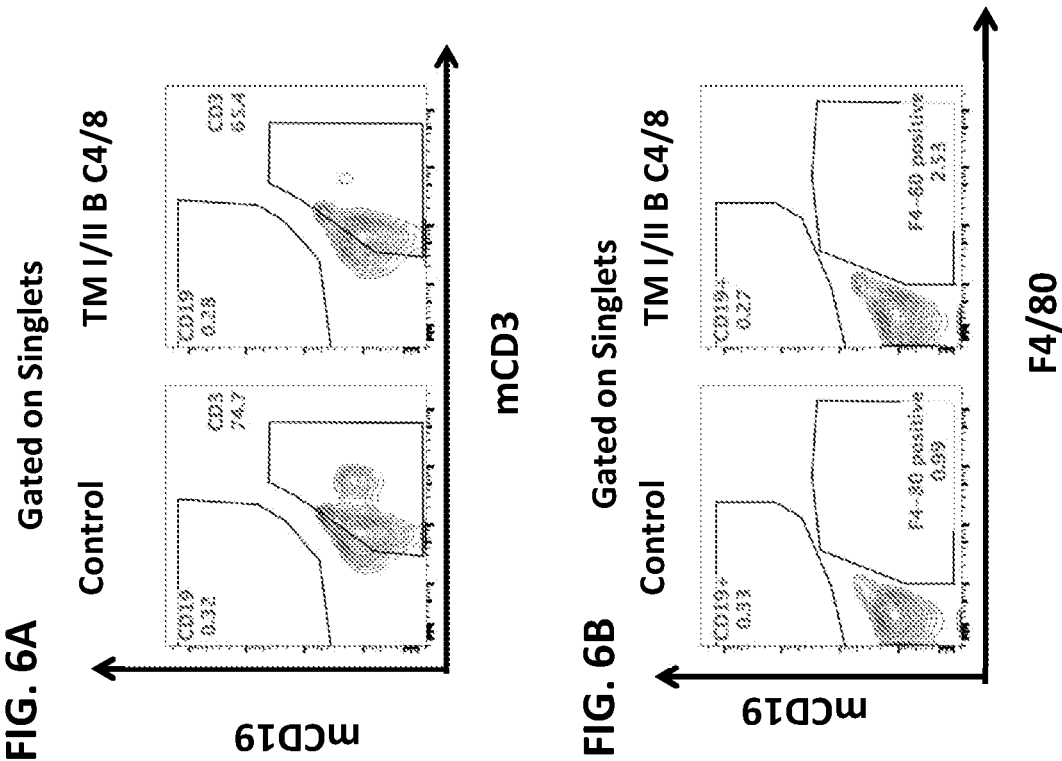 FIG. 6A
Gated on Singlets
Control
TM I/II B C4/8
CD19
0.32
CD3
74.7
CD19
0.38
CD3
65.4
mCD19
mCD3
FIG. 6B
Gated on Singlets
Control
TM I/II B C4/8
CD19+
0.33
F4-80 positive
0.99
CD19+
0.27
F4-80 positive
2.53
mCD19
F4/80